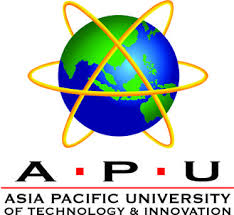 A·P·U
ASIA PACIFIC UNIVERSITY
OF TECHNOLOGY & INNOVATION